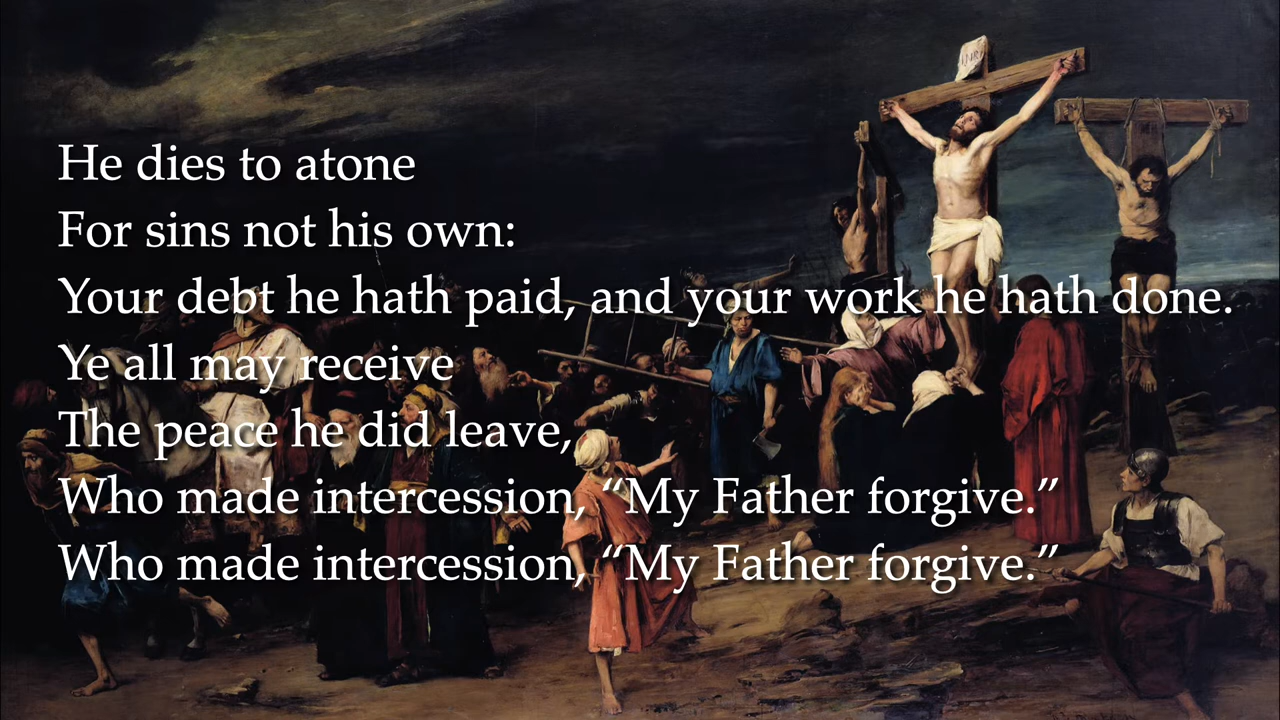 He dies to atone
For sins not his own:
Your debt he hath paid, and your work he hath done.
Ye all may receive
The peace he did leave,
Who made intercession, “My Father forgive.”
Who made intercession, “My Father forgive.”